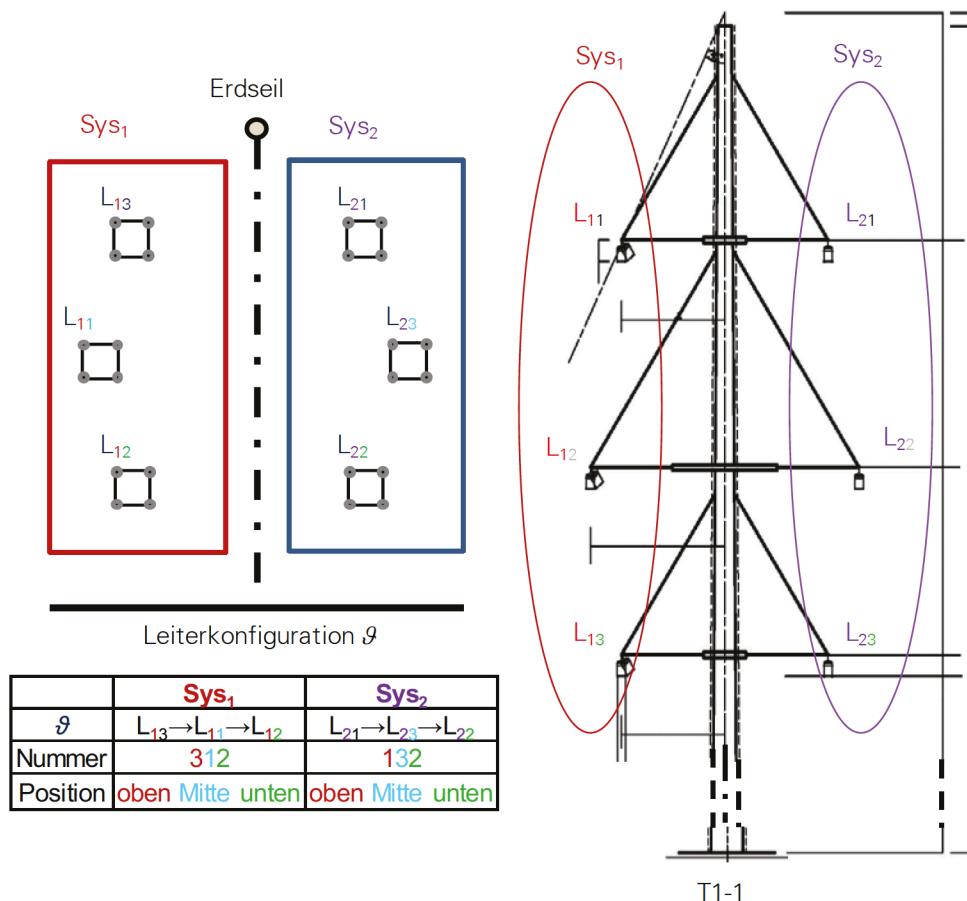 Erdseil
Sys₁ Sys₂
L₁₃ L₂₁
L₁₁ L₂₃
L₁₂ L₂₂
Leiterkonfiguration ϑ
Sys₁ Sys₂
ϑ L₁₃→L₁₁→L₁₂ L₂₁→L₂₃→L₂₂
Nummer 312 132
Position oben Mitte unten oben Mitte unten
Sys₁ Sys₂
L₁₁ L₂₁
L₁₂ L₂₂
L₁₃ L₂₃
T1-1